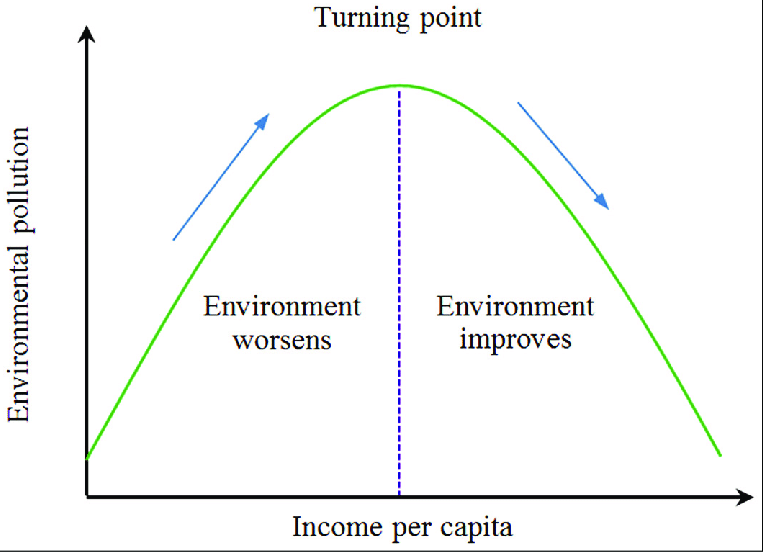 Turning point
Environmental pollution
Environment
worsens
Environment
improves
Income per capita